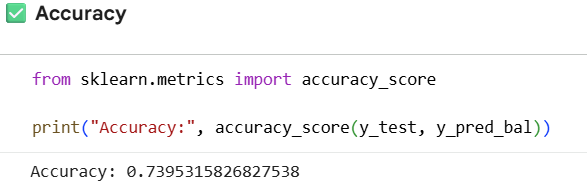 ✅ Accuracy
from sklearn.metrics import accuracy_score
print("Accuracy:", accuracy_score(y_test, y_pred_bal))
Accuracy: 0.7395315826827538